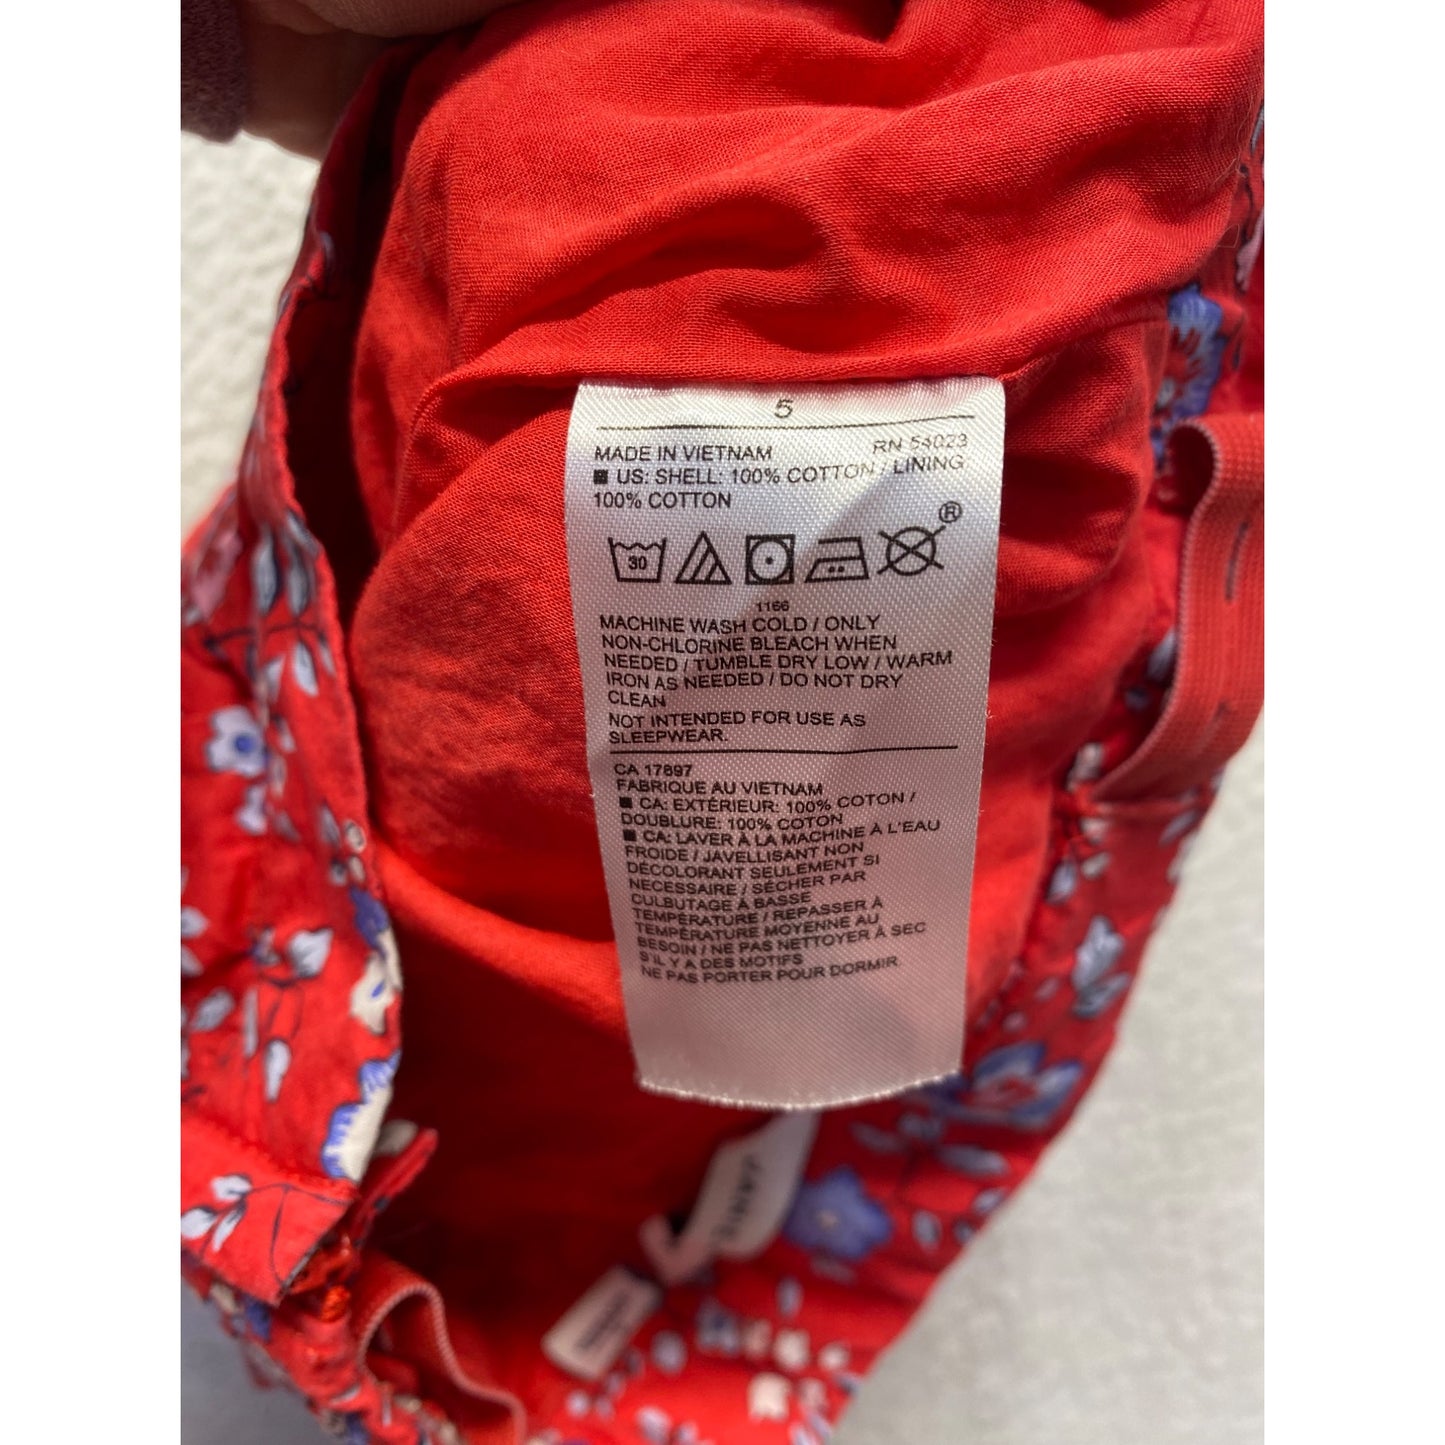 5
MADE IN VIETNAM RN 54023
■ US: SHELL: 100% COTTON / LINING:
100% COTTON
30
®
1166
MACHINE WASH COLD / ONLY
NON-CHLORINE BLEACH WHEN
NEEDED / TUMBLE DRY LOW / WARM
IRON AS NEEDED / DO NOT DRY
CLEAN
NOT INTENDED FOR USE AS
SLEEPWEAR.
CA 17897
FABRIQUE AU VIETNAM
■ CA: EXTÉRIEUR: 100% COTON /
DOUBLURE: 100% COTON
■ CA: LAVER À LA MACHINE À L'EAU
FROIDE / JAVELLISANT NON
DÉCOLORANT SEULEMENT SI
NECESSAIRE / SÉCHER PAR
CULBUTAGE À BASSE
TEMPÉRATURE / REPASSER À
TEMPÉRATURE MOYENNE AU
BESOIN / NE PAS NETTOYER À SEC
S'IL Y A DES MOTIFS
NE PAS PORTER POUR DORMIR.